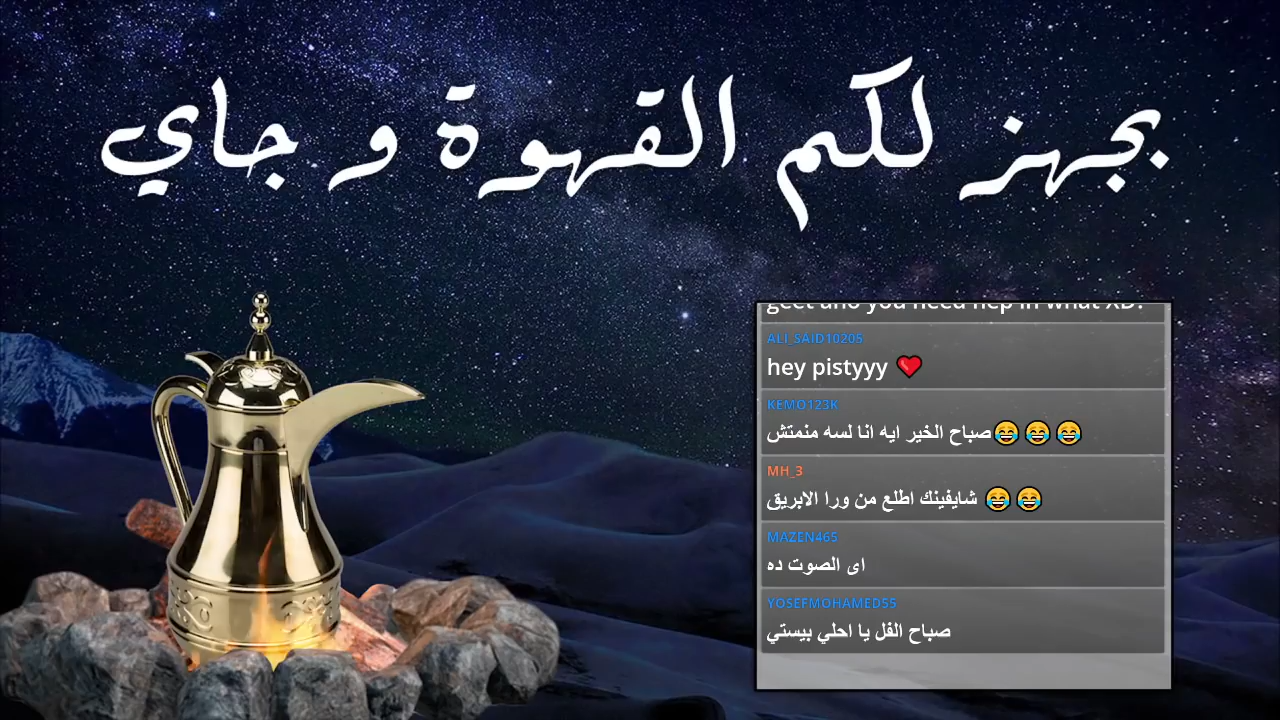 بجهز لكم القهوة و جاي
ALI_SAID10205
hey pistyyy ❤️
KEMO123K
صباح الخير ايه انا لسه منمتش😂 😂 😂
MH_3
شايفينك اطلع من ورا الابريق 😂 😂
MAZEN465
اى الصوت ده
YOSEFMOHAMED55
صباح الفل يا احلي بيستي